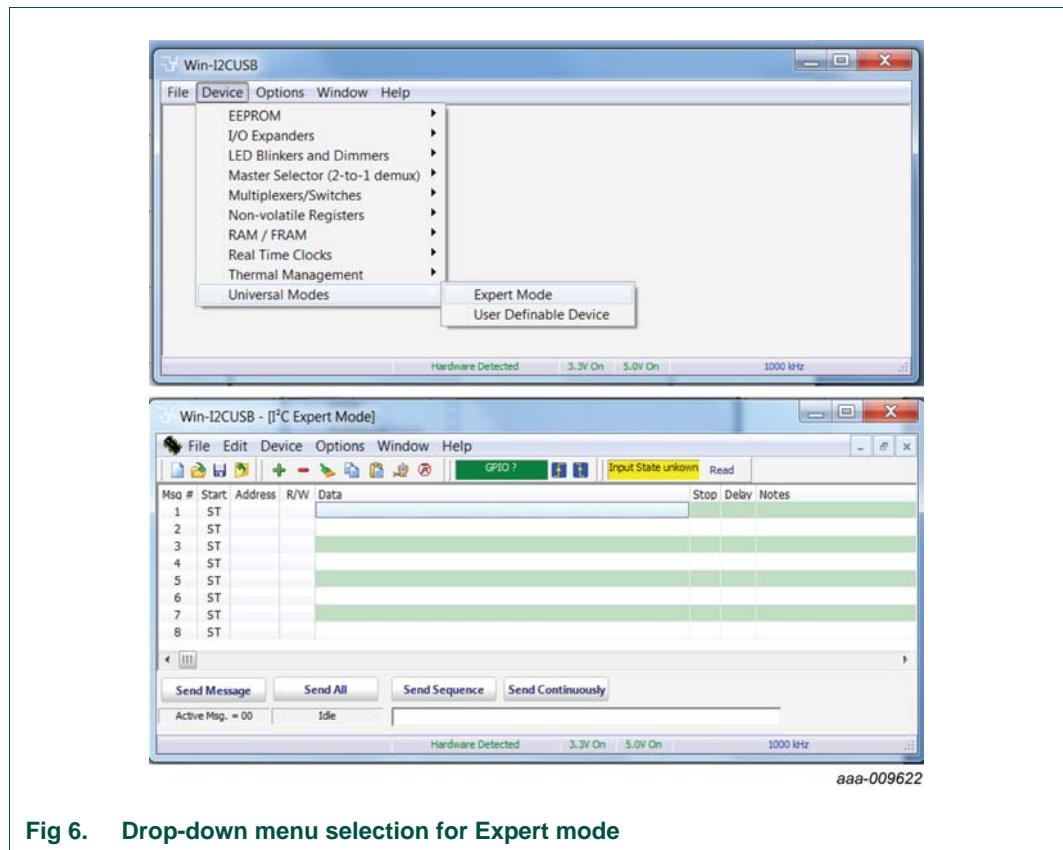 Win-I2CUSB
File Device Options Window Help
EEPROM
I/O Expanders
LED Blinkers and Dimmers
Master Selector (2-to-1 demux)
Multiplexers/Switches
Non-volatile Registers
RAM / FRAM
Real Time Clocks
Thermal Management
Universal Modes
Expert Mode
User Definable Device
Hardware Detected 3.3V On 5.0V On 1000 kHz
Win-I2CUSB - [I²C Expert Mode]
File Edit Device Options Window Help
GPIO ? Input State unkown Read
Msg # Start Address R/W Data Stop Delay Notes
1 ST
2 ST
3 ST
4 ST
5 ST
6 ST
7 ST
8 ST
Send Message Send All Send Sequence Send Continuously
Active Msg. = 00 Idle
Hardware Detected 3.3V On 5.0V On 1000 kHz
aaa-009622
Fig 6. Drop-down menu selection for Expert mode